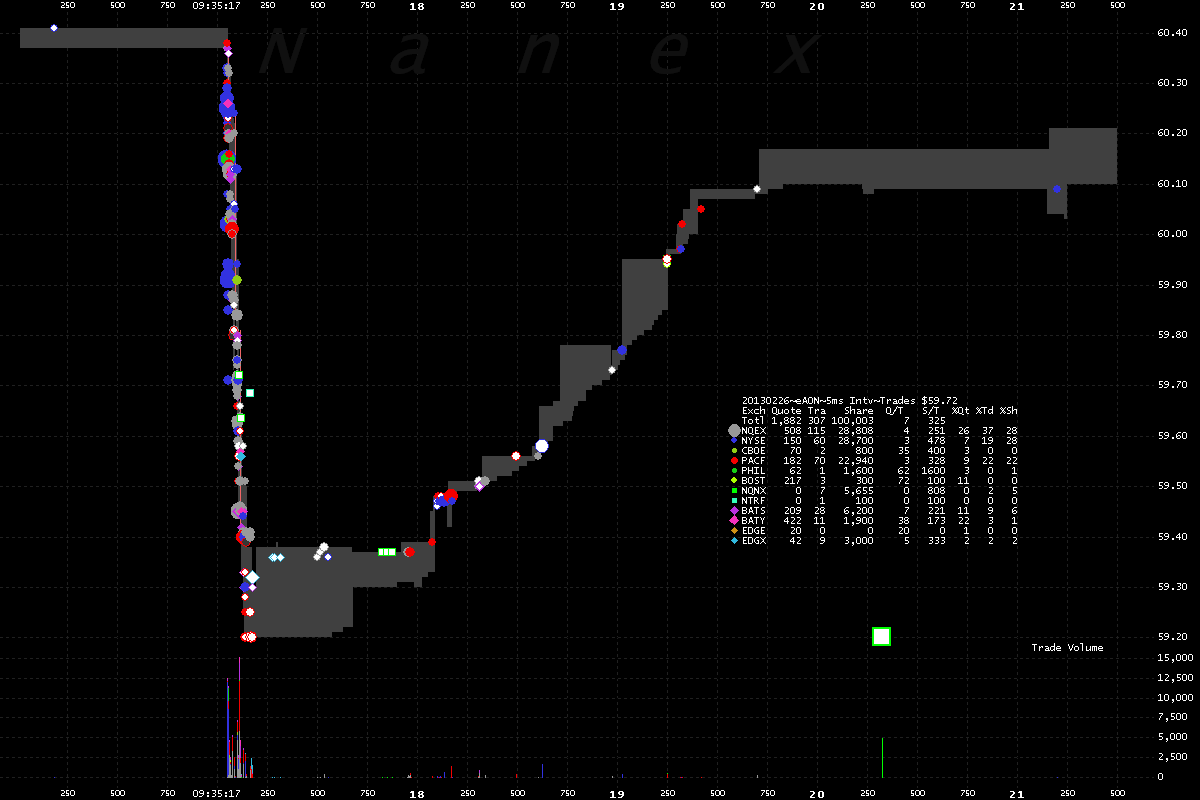 250 500 750 09:35:17 250 500 750 18 250 500 750 19 250 500 750 20 250 500 750 21 250 500
Nanex
60.40
60.30
60.20
60.10
60.00
59.90
59.80
59.70
59.60
59.50
59.40
59.30
59.20
20130226~eAON~5ms Intv~Trades $59.72
Exch Quote Tra Share Q/T S/T %Qt %Td %Sh
Totl 1,882 307 100,003 7 325
NQEX 508 115 28,808 4 251 26 37 28
NYSE 150 60 28,700 3 478 7 19 28
CBOE 70 2 800 35 400 3 0 0
PACF 182 70 22,940 3 328 9 22 22
PHIL 62 1 1,600 62 1600 3 0 1
BOST 217 3 300 72 100 11 0 0
NQNX 0 7 5,655 0 808 0 2 5
NTRF 0 1 100 0 100 0 0 0
BATS 209 28 6,200 7 221 11 9 6
BATY 422 11 1,900 38 173 22 3 1
EDGE 20 0 0 20 0 1 0 0
EDGX 42 9 3,000 5 333 2 2 2
Trade Volume
15,000
12,500
10,000
7,500
5,000
2,500
0
250 500 750 09:35:17 250 500 750 18 250 500 750 19 250 500 750 20 250 500 750 21 250 500